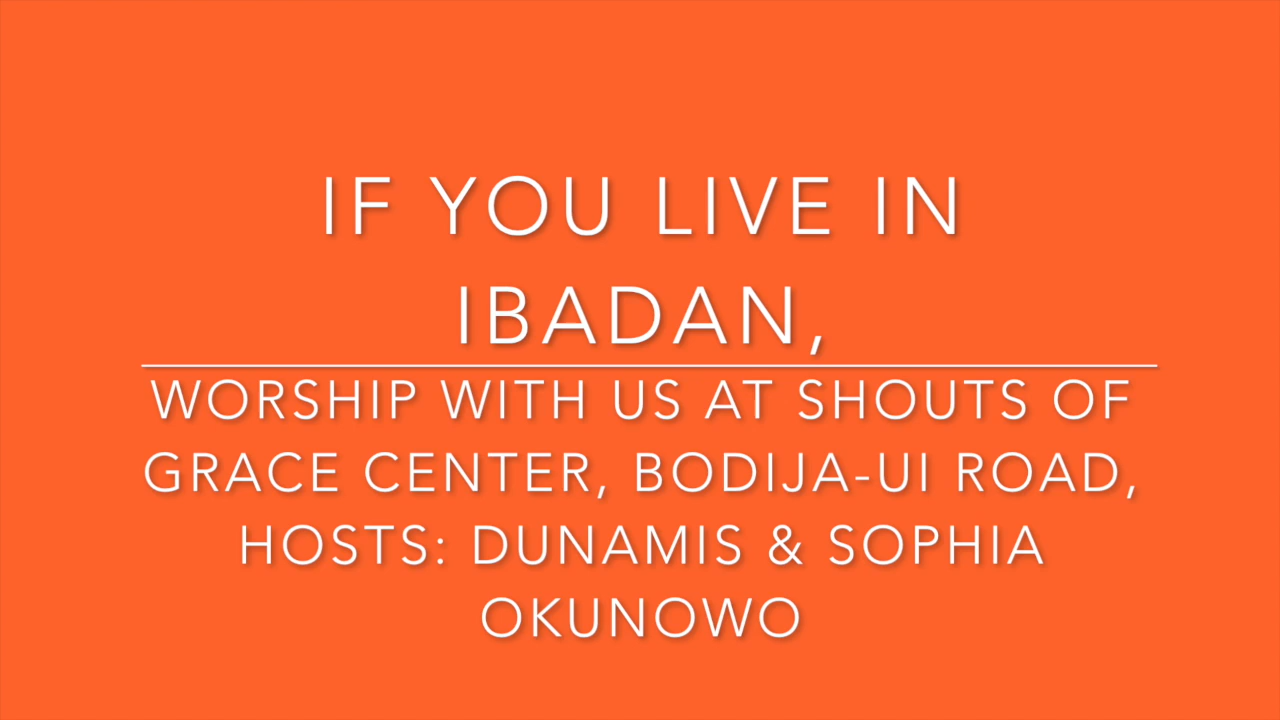 IF YOU LIVE IN
IBADAN,
WORSHIP WITH US AT SHOUTS OF
GRACE CENTER, BODIJA-UI ROAD,
HOSTS: DUNAMIS & SOPHIA
OKUNOWO